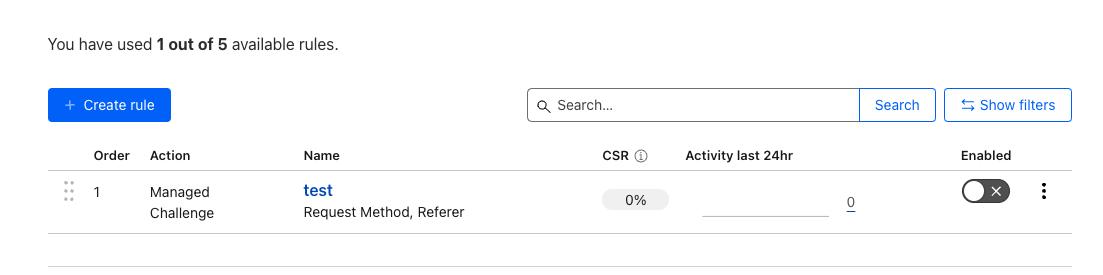 You have used 1 out of 5 available rules.
+ Create rule
Search...
Search
Show filters
Order Action Name CSR Activity last 24hr Enabled
1 Managed Challenge test 0% 0
Request Method, Referer